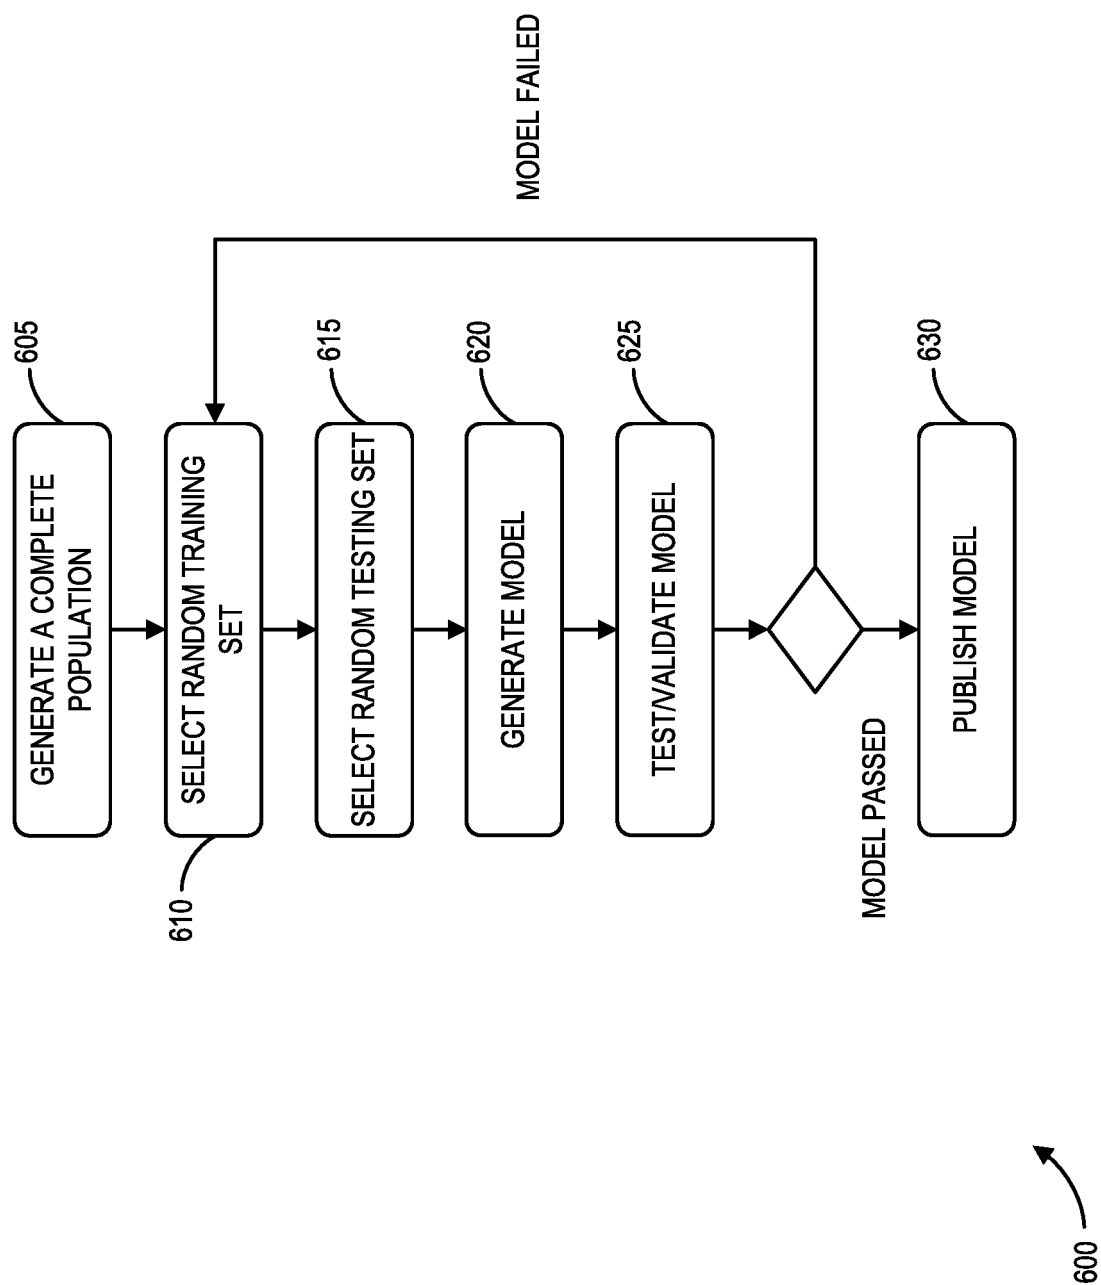 605
GENERATE A COMPLETE
POPULATION
610
SELECT RANDOM TRAINING
SET
615
SELECT RANDOM TESTING SET
620
GENERATE MODEL
625
TEST/VALIDATE MODEL
MODEL FAILED
MODEL PASSED
630
PUBLISH MODEL
600